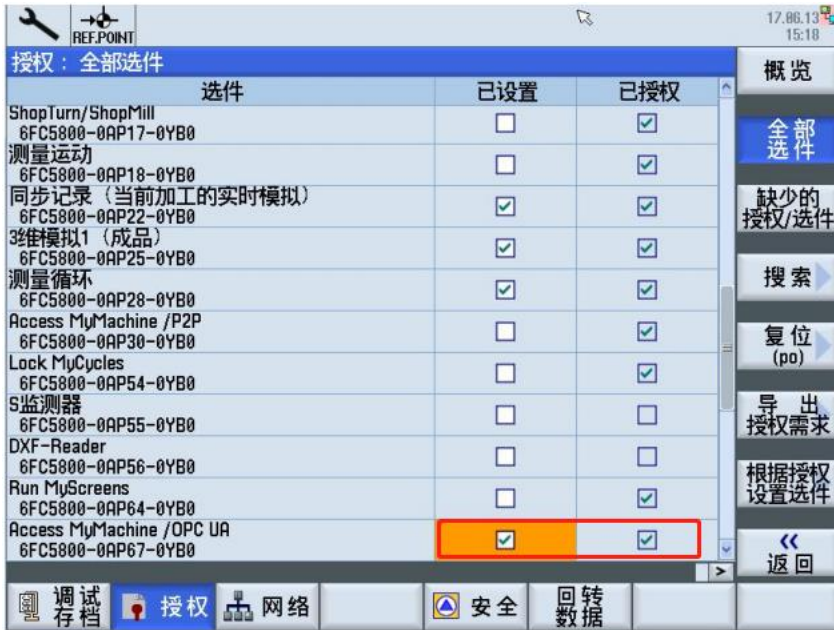 REF.POINT
17.06.13
15:18
授权： 全部选件
选件 已设置 已授权
ShopTurn/ShopMill
6FC5800-0AP17-0YB0
测量运动
6FC5800-0AP18-0YB0
同步记录（当前加工的实时模拟）
6FC5800-0AP22-0YB0
3维模拟1（成品）
6FC5800-0AP25-0YB0
测量循环
6FC5800-0AP28-0YB0
Access MyMachine /P2P
6FC5800-0AP30-0YB0
Lock MyCycles
6FC5800-0AP54-0YB0
S监测器
6FC5800-0AP55-0YB0
DXF-Reader
6FC5800-0AP56-0YB0
Run MyScreens
6FC5800-0AP64-0YB0
Access MyMachine /OPC UA
6FC5800-0AP67-0YB0
概览
全部
选件
缺少的
授权/选件
搜索
复位
(po)
导出
授权需求
根据授权
设置选件
返回
调试
存档
授权
网络
安全
回转
数据